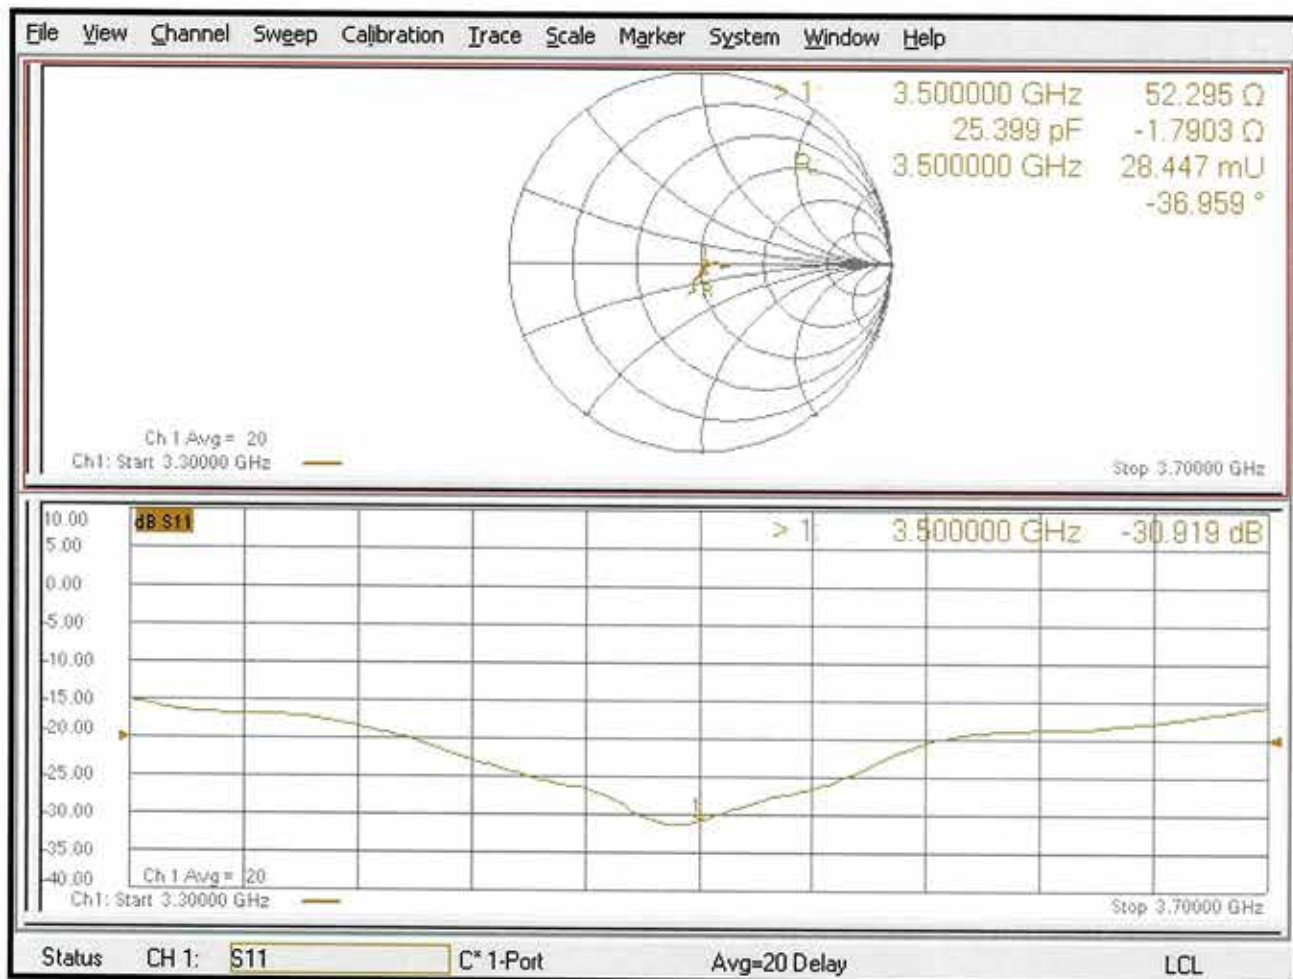 File View Channel Sweep Calibration Trace Scale Marker System Window Help
> 1: 3.500000 GHz 52.295 Ω
25.399 pF -1.7903 Ω
3.500000 GHz 28.447 mU
-36.959 °
Ch 1 Avg = 20
Ch1: Start 3.30000 GHz Stop 3.70000 GHz
10.00 dB S11 > 1: 3.500000 GHz -30.919 dB
5.00
0.00
-5.00
-10.00
-15.00
-20.00
-25.00
-30.00 1
-35.00
-40.00 Ch 1 Avg = 20
Ch1: Start 3.30000 GHz Stop 3.70000 GHz
Status CH 1: S11 C* 1-Port Avg=20 Delay LCL